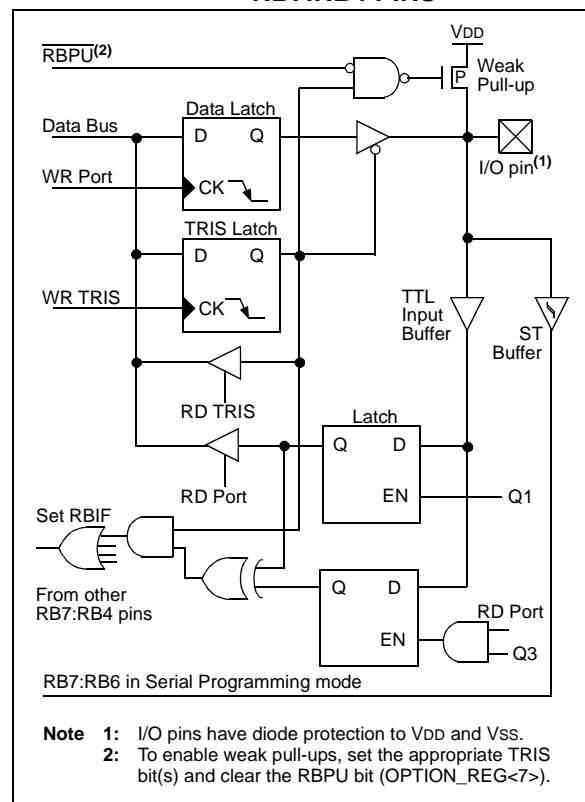 RBPU(2)
VDD
Weak
Pull-up
P
Data Latch
Data Bus
D Q
I/O pin(1)
WR Port
CK
TRIS Latch
D Q
WR TRIS
CK
TTL
Input
Buffer
ST
Buffer
RD TRIS
Latch
Q D
RD Port
EN
Q1
Set RBIF
Q D
From other
RB7:RB4 pins
RD Port
EN
Q3
RB7:RB6 in Serial Programming mode
Note 1: I/O pins have diode protection to VDD and VSS.
2: To enable weak pull-ups, set the appropriate TRIS
bit(s) and clear the RBPU bit (OPTION_REG<7>).